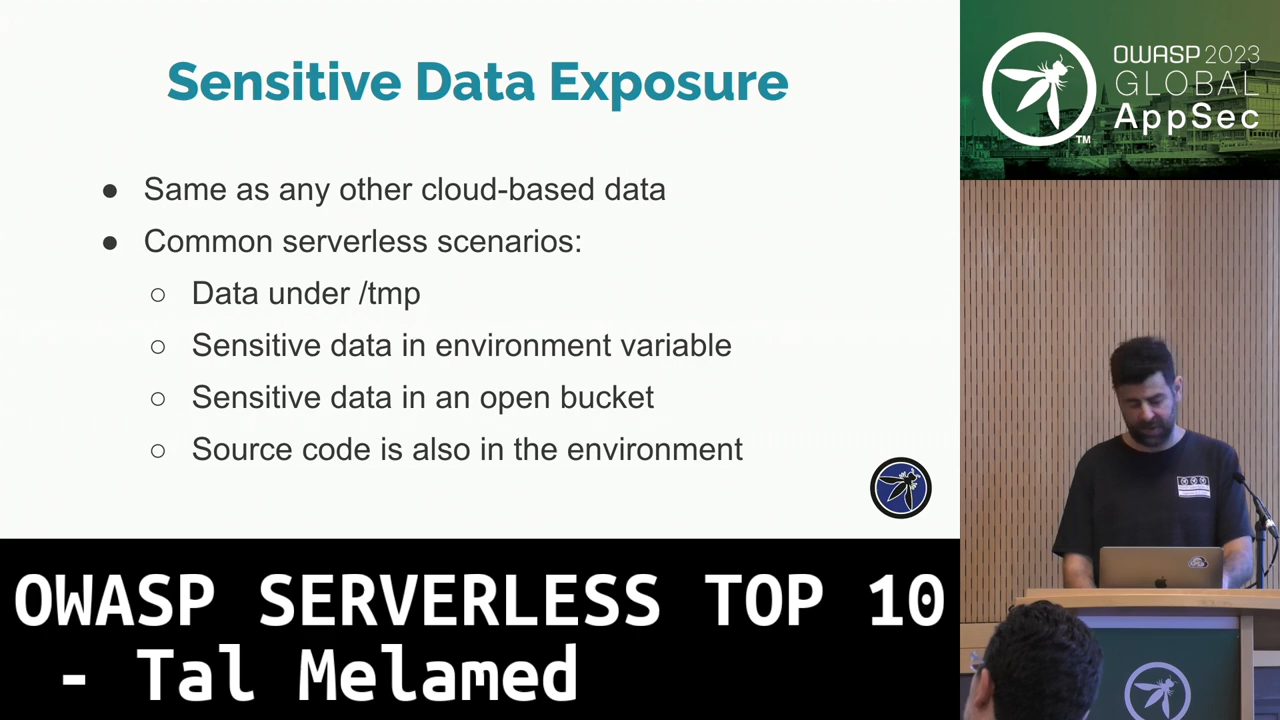 Sensitive Data Exposure
● Same as any other cloud-based data
● Common serverless scenarios:
○ Data under /tmp
○ Sensitive data in environment variable
○ Sensitive data in an open bucket
○ Source code is also in the environment
OWASP SERVERLESS TOP 10
- Tal Melamed
OWASP 2023
GLOBAL
AppSec
TM